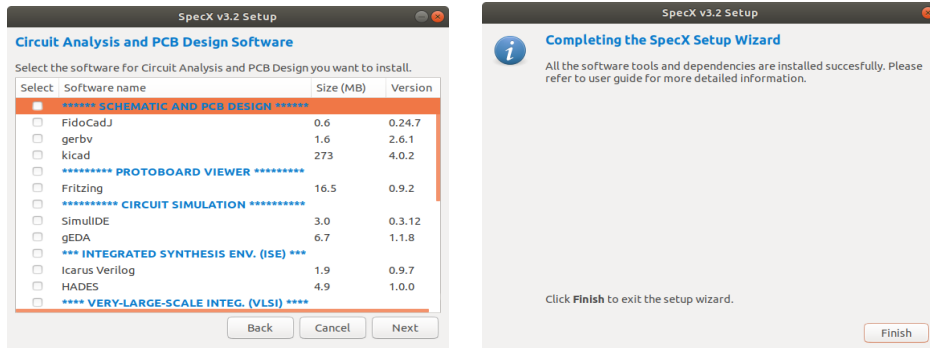 SpecX v3.2 Setup
Circuit Analysis and PCB Design Software
Select the software for Circuit Analysis and PCB Design you want to install.
Select Software name Size (MB) Version
****** SCHEMATIC AND PCB DESIGN ******
FidoCadJ 0.6 0.24.7
gerbv 1.6 2.6.1
kicad 273 4.0.2
********* PROTOBOARD VIEWER *********
Fritzing 16.5 0.9.2
********** CIRCUIT SIMULATION **********
SimulIDE 3.0 0.3.12
gEDA 6.7 1.1.8
*** INTEGRATED SYNTHESIS ENV. (ISE) ***
Icarus Verilog 1.9 0.9.7
HADES 4.9 1.0.0
**** VERY-LARGE-SCALE INTEG. (VLSI) ****
Back Cancel Next
SpecX v3.2 Setup
Completing the SpecX Setup Wizard
All the software tools and dependencies are installed succesfully. Please
refer to user guide for more detailed information.
Click Finish to exit the setup wizard.
Finish